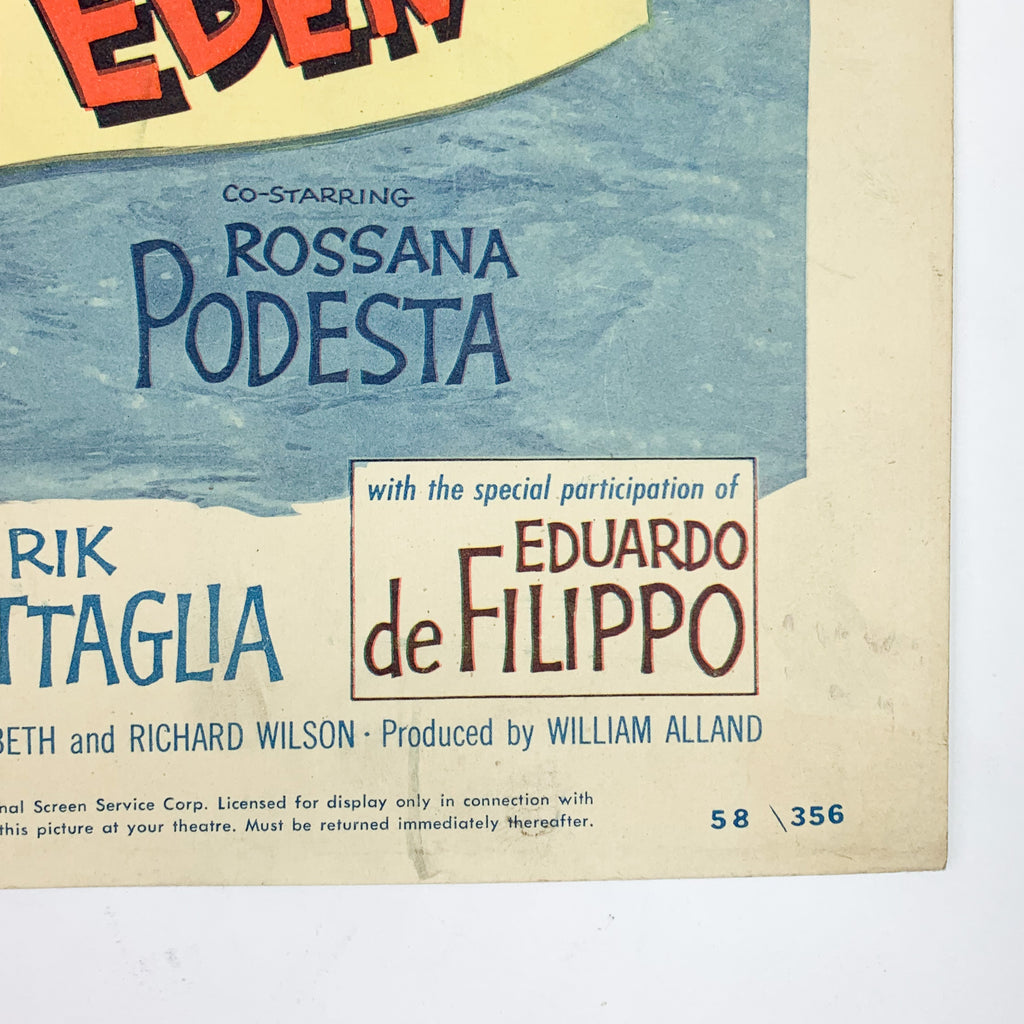 EDEN
CO-STARRING
ROSSANA
PODESTA
with the special participation of
EDUARDO
de FILIPPO
RIK
TTAGLIA
BETH and RICHARD WILSON · Produced by WILLIAM ALLAND
nal Screen Service Corp. Licensed for display only in connection with
this picture at your theatre. Must be returned immediately thereafter.
58 \356